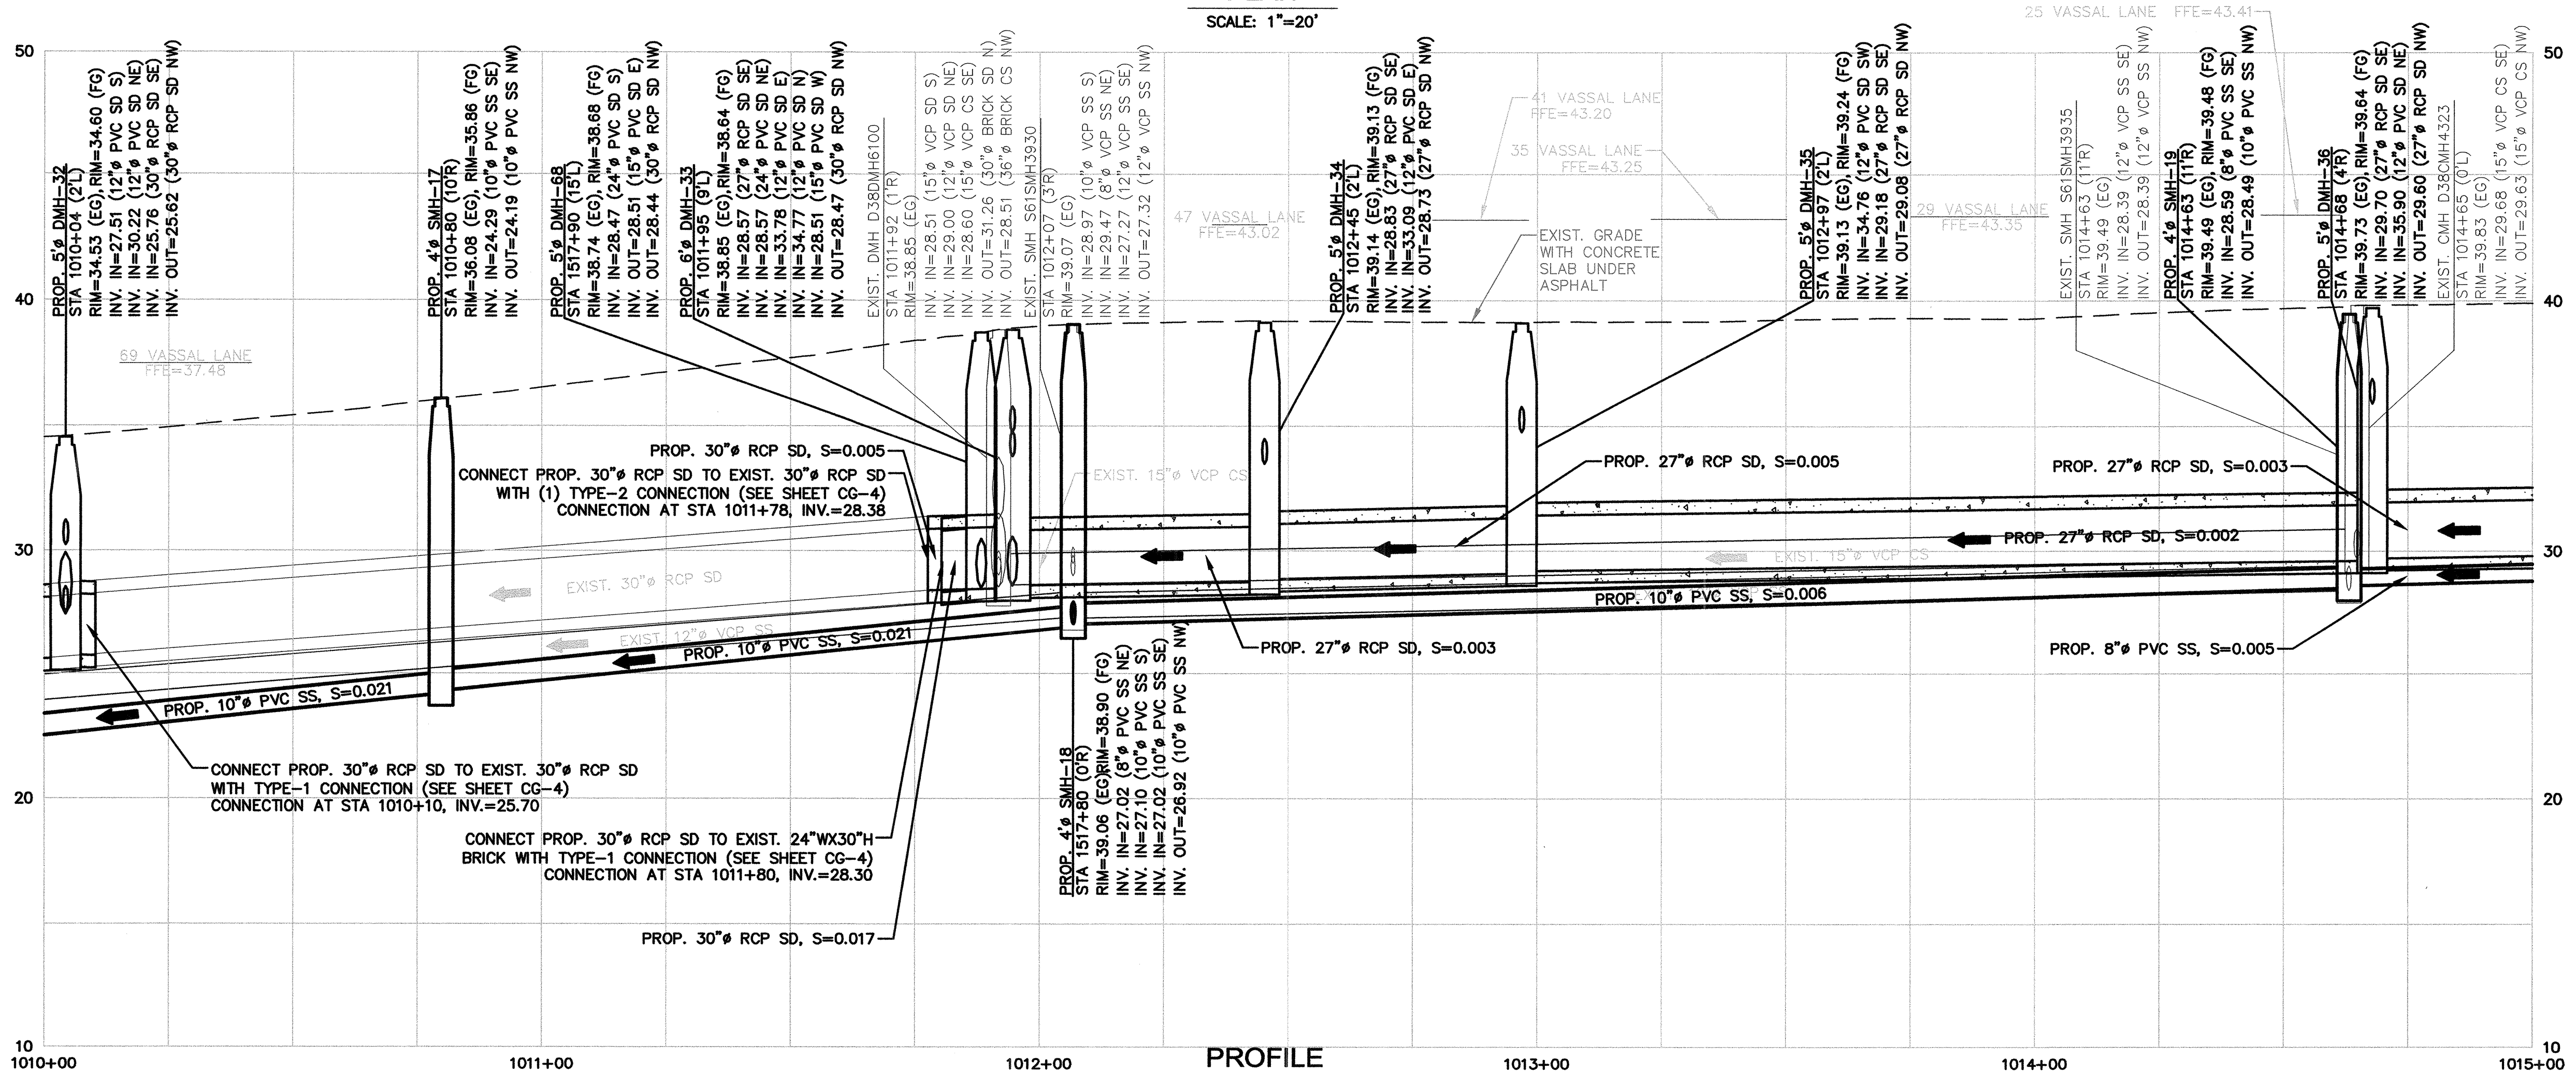 SCALE: 1"=20'
50
40
30
20
10
50
40
30
20
10
PROP. 5'ø DMH-32
STA 1010+04 (2'L)
RIM=34.53 (EG),RIM=34.60 (FG)
INV. IN=27.51 (12"ø PVC SD S)
INV. IN=30.22 (12"ø PVC SD NE)
INV. IN=25.76 (30"ø RCP SD SE)
INV. OUT=25.62 (30"ø RCP SD NW)
69 VASSAL LANE
FFE=37.48
PROP. 4'ø SMH-17
STA 1010+80 (10'R)
RIM=36.08 (EG), RIM=35.86 (FG)
INV. IN=24.29 (10"ø PVC SS SE)
INV. OUT=24.19 (10"ø PVC SS NW)
PROP. 5'ø DMH-68
STA 1517+90 (15'L)
RIM=38.74 (EG), RIM=38.68 (FG)
INV. IN=28.47 (24"ø PVC SD S)
INV. OUT=28.51 (15"ø PVC SD E)
INV. OUT=28.44 (30"ø RCP SD NW)
PROP. 6'ø DMH-33
STA 1011+95 (9'L)
RIM=38.85 (EG),RIM=38.64 (FG)
INV. IN=28.57 (27"ø RCP SD SE)
INV. IN=28.57 (24"ø PVC SD NE)
INV. IN=33.78 (12"ø PVC SD E)
INV. IN=34.77 (12"ø PVC SD N)
INV. IN=28.51 (15"ø PVC SD W)
INV. OUT=28.47 (30"ø RCP SD NW)
EXIST. DMH D38DMH6100
STA 1011+92 (1'R)
RIM=38.85 (EG)
INV. IN=28.51 (15"ø VCP SD S)
INV. IN=29.00 (12"ø VCP SD NE)
INV. IN=28.60 (15"ø VCP CS SE)
INV. OUT=31.26 (30"ø BRICK SD N)
INV. OUT=28.51 (36"ø BRICK CS NW)
EXIST. SMH S61SMH3930
STA 1012+07 (3'R)
RIM=39.07 (EG)
INV. IN=28.97 (10"ø VCP SS S)
INV. IN=29.47 (8"ø VCP SS NE)
INV. IN=27.27 (12"ø VCP SS SE)
INV. OUT=27.32 (12"ø VCP SS NW)
47 VASSAL LANE
FFE=43.02
PROP. 5'ø DMH-34
STA 1012+45 (2'L)
RIM=39.14 (EG), RIM=39.13 (FG)
INV. IN=28.83 (27"ø RCP SD SE)
INV. IN=33.09 (12"ø PVC SD E)
INV. OUT=28.73 (27"ø RCP SD NW)
41 VASSAL LANE
FFE=43.20
35 VASSAL LANE
FFE=43.25
EXIST. GRADE
WITH CONCRETE
SLAB UNDER
ASPHALT
PROP. 5'ø DMH-35
STA 1012+97 (2'L)
RIM=39.13 (EG), RIM=39.24 (FG)
INV. IN=34.76 (12"ø PVC SD SW)
INV. IN=29.18 (27"ø RCP SD SE)
INV. OUT=29.08 (27"ø RCP SD NW)
29 VASSAL LANE
FFE=43.35
25 VASSAL LANE FFE=43.41
EXIST. SMH S61SMH3935
STA 1014+63 (11'R)
RIM=39.49 (EG)
INV. IN=28.39 (12"ø VCP SS SE)
INV. OUT=28.39 (12"ø VCP SS NW)
PROP. 4'ø SMH-19
STA 1014+63 (11'R)
RIM=39.49 (EG), RIM=39.48 (FG)
INV. IN=28.59 (8"ø PVC SS SE)
INV. OUT=28.49 (10"ø PVC SS NW)
PROP. 5'ø DMH-36
STA 1014+68 (4'R)
RIM=39.73 (EG), RIM=39.64 (FG)
INV. IN=29.70 (27"ø RCP SD SE)
INV. IN=35.90 (12"ø PVC SD NE)
INV. OUT=29.60 (27"ø RCP SD NW)
EXIST. CMH D38CMH4323
STA 1014+65 (0'L)
RIM=39.83 (EG)
INV. IN=29.68 (15"ø VCP CS SE)
INV. OUT=29.63 (15"ø VCP CS NW)
PROP. 30"ø RCP SD, S=0.005
CONNECT PROP. 30"ø RCP SD TO EXIST. 30"ø RCP SD
WITH (1) TYPE-2 CONNECTION (SEE SHEET CG-4)
CONNECTION AT STA 1011+78, INV.=28.38
EXIST. 15"ø VCP CS
PROP. 27"ø RCP SD, S=0.005
PROP. 27"ø RCP SD, S=0.003
PROP. 27"ø RCP SD, S=0.002
EXIST. 15"ø VCP CS
EXIST. 30"ø RCP SD
PROP. 10"ø PVC SS, S=0.006
EXIST. 12"ø VCP SS
PROP. 10"ø PVC SS, S=0.021
PROP. 27"ø RCP SD, S=0.003
PROP. 8"ø PVC SS, S=0.005
PROP. 10"ø PVC SS, S=0.021
CONNECT PROP. 30"ø RCP SD TO EXIST. 30"ø RCP SD
WITH TYPE-1 CONNECTION (SEE SHEET CG-4)
CONNECTION AT STA 1010+10, INV.=25.70
CONNECT PROP. 30"ø RCP SD TO EXIST. 24"WX30"H
BRICK WITH TYPE-1 CONNECTION (SEE SHEET CG-4)
CONNECTION AT STA 1011+80, INV.=28.30
PROP. 30"ø RCP SD, S=0.017
PROP. 4'ø SMH-18
STA 1517+80 (0'R)
RIM=39.06 (EG)RIM=38.90 (FG)
INV. IN=27.02 (8"ø PVC SS NE)
INV. IN=27.10 (10"ø PVC SS S)
INV. IN=27.02 (10"ø PVC SS SE)
INV. OUT=26.92 (10"ø PVC SS NW)
1010+00
1011+00
1012+00
PROFILE
1013+00
1014+00
1015+00